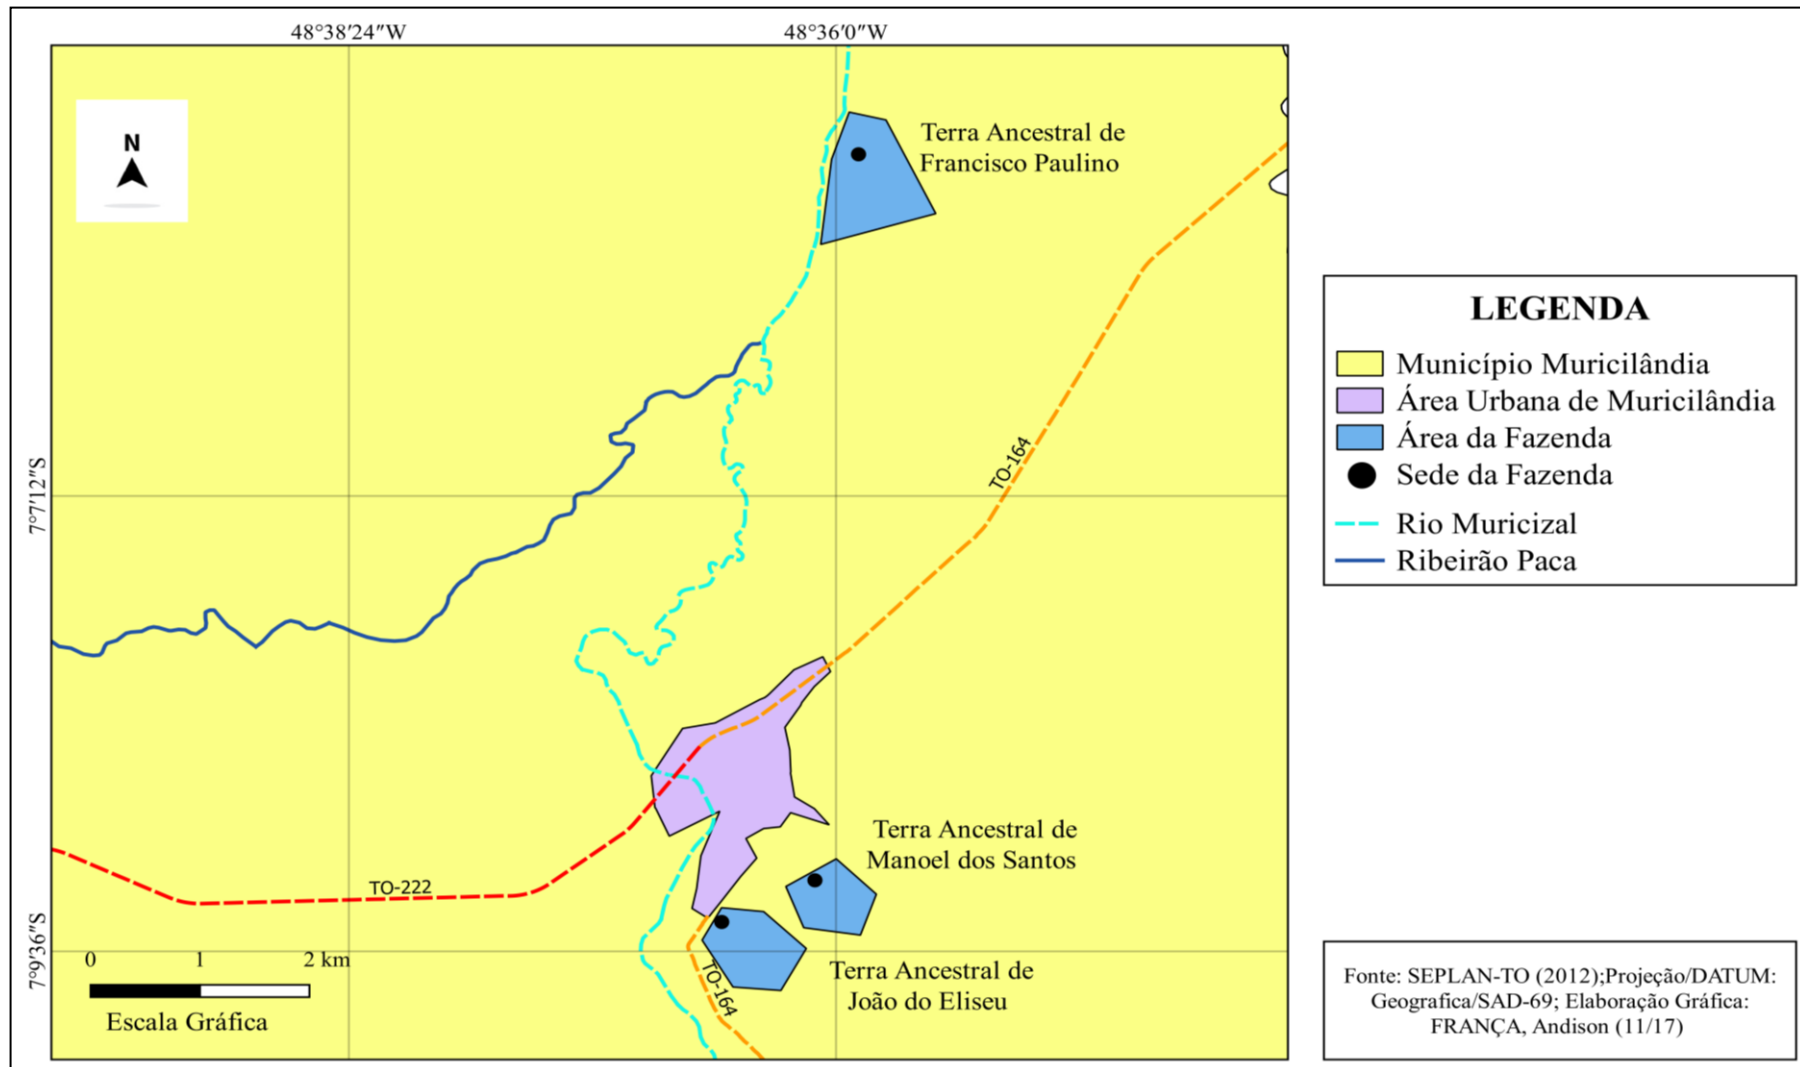 48°38'24"W
48°36'0"W
N
Terra Ancestral de
Francisco Paulino
TO-164
7°7'12"S
TO-222
Terra Ancestral de
Manoel dos Santos
7°9'36"S
0 1 2 km
Escala Gráfica
TO-164
Terra Ancestral de
João do Eliseu
LEGENDA
Município Muricilândia
Área Urbana de Muricilândia
Área da Fazenda
Sede da Fazenda
Rio Muricizal
Ribeirão Paca
Fonte: SEPLAN-TO (2012);Projeção/DATUM:
Geografica/SAD-69; Elaboração Gráfica:
FRANÇA, Andison (11/17)